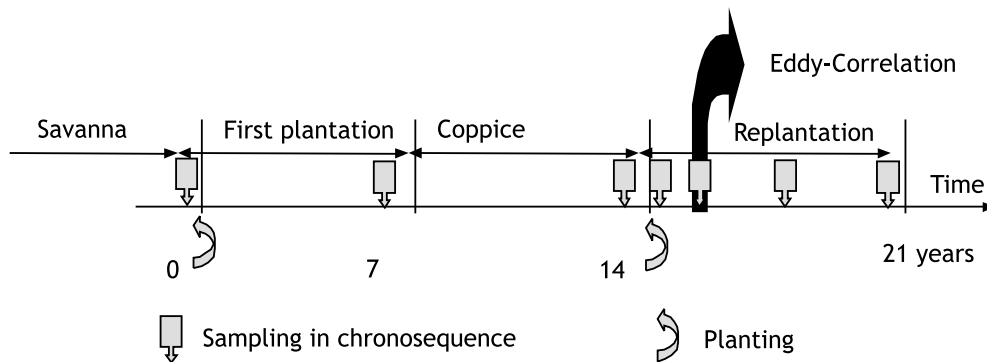 Eddy-Correlation
Savanna
First plantation
Coppice
Replantation
Time
0
7
14
21 years
Sampling in chronosequence
Planting